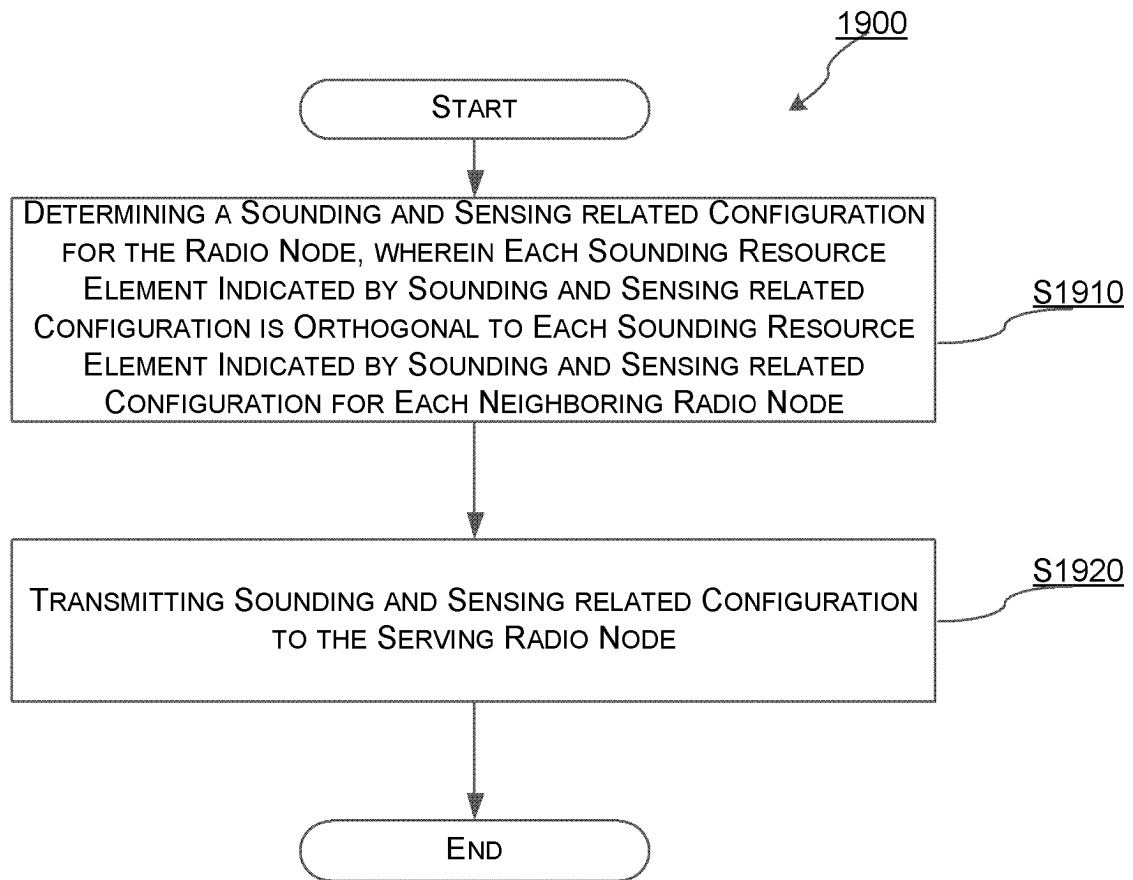 1900
START
DETERMINING A SOUNDING AND SENSING RELATED CONFIGURATION
FOR THE RADIO NODE, WHEREIN EACH SOUNDING RESOURCE
ELEMENT INDICATED BY SOUNDING AND SENSING RELATED
CONFIGURATION IS ORTHOGONAL TO EACH SOUNDING RESOURCE
ELEMENT INDICATED BY SOUNDING AND SENSING RELATED
CONFIGURATION FOR EACH NEIGHBORING RADIO NODE
S1910
TRANSMITTING SOUNDING AND SENSING RELATED CONFIGURATION
TO THE SERVING RADIO NODE
S1920
END